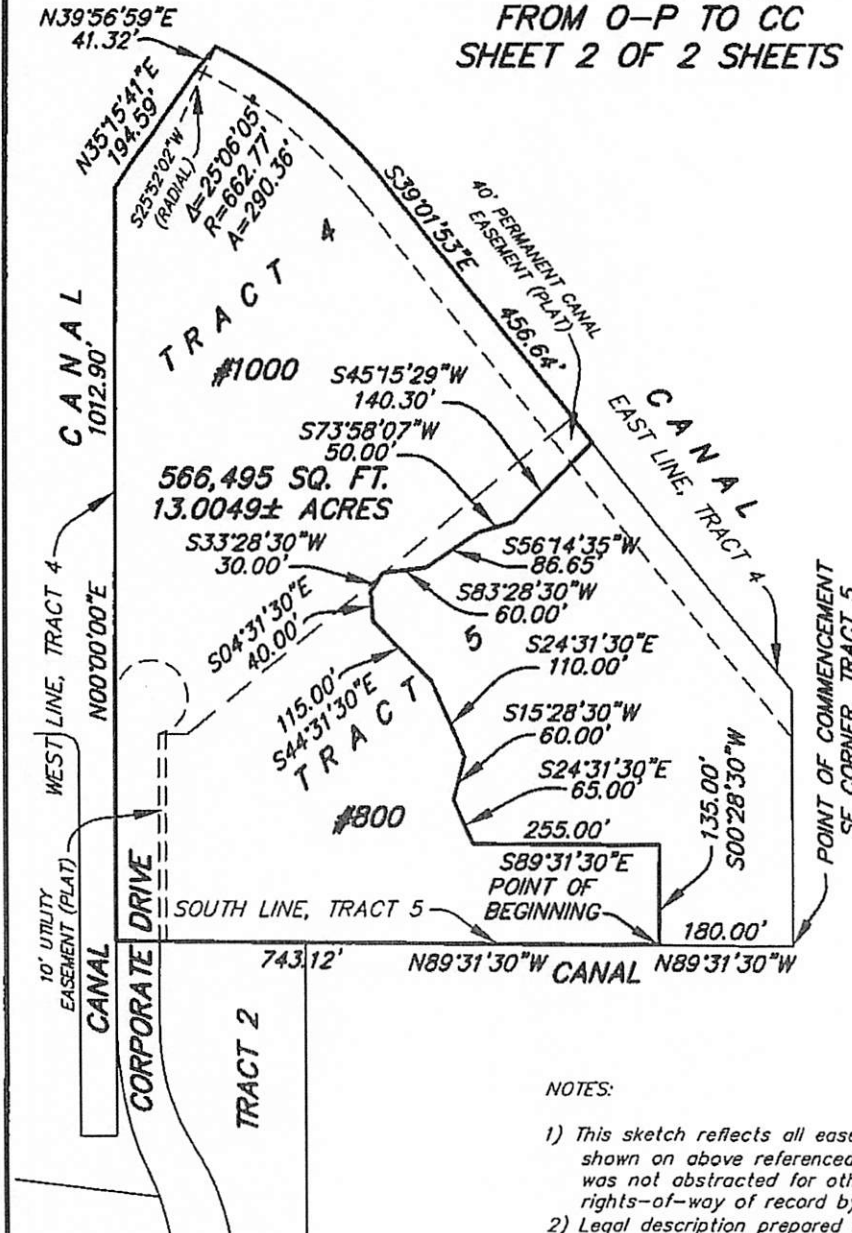 FROM O-P TO CC
SHEET 2 OF 2 SHEETS
N39°56'59"E
41.32'
N35°15'41"E
194.59'
S25°52'02"W
(RADIAL)
Δ=25°06'05"
R=662.77'
A=290.36'
S39°01'53"E
456.64'
40' PERMANENT CANAL
EASEMENT (PLAT)
TRACT 4
#1000
CANAL
1012.90'
S45°15'29"W
140.30'
S73°58'07"W
50.00'
566,495 SQ. FT.
13.0049± ACRES
CANAL
EAST LINE, TRACT 4
S33°28'30"W
30.00'
S56°14'35"W
86.65'
S83°28'30"W
60.00'
S04°31'30"E
40.00'
WEST LINE, TRACT 4
N00°00'00"E
115.00'
S44°31'30"E
TRACT 5
S24°31'30"E
110.00'
S15°28'30"W
60.00'
S24°31'30"E
65.00'
#800
255.00'
S89°31'30"E
135.00'
S00°28'30"W
POINT OF COMMENCEMENT
SE CORNER, TRACT 5
POINT OF
BEGINNING
SOUTH LINE, TRACT 5
180.00'
10' UTILITY
EASEMENT (PLAT)
CANAL
CORPORATE DRIVE
743.12'
N89°31'30"W
CANAL
N89°31'30"W
TRACT 2
NOTES:
1) This sketch reflects all ease
shown on above referenced
was not abstracted for oth
rights-of-way of record by
2) Legal description prepared